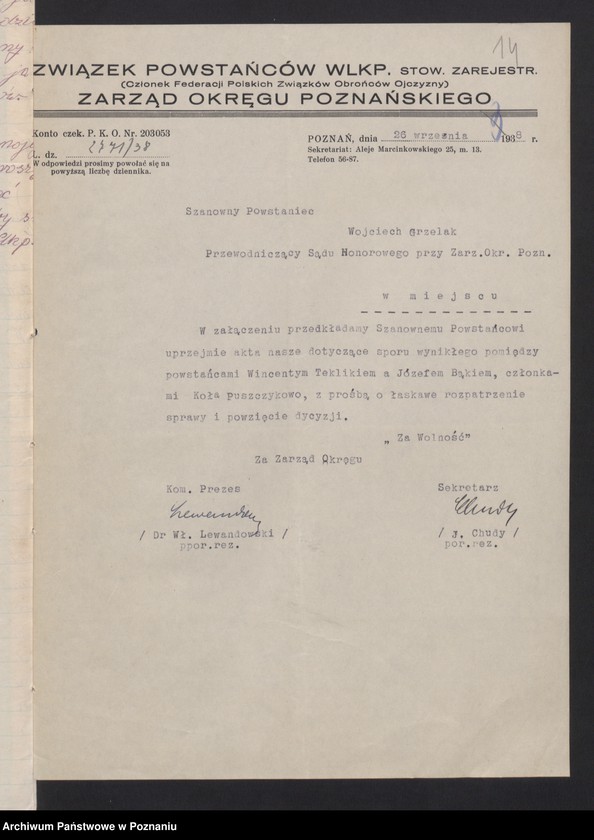 14
ZWIĄZEK POWSTAŃCÓW WLKP. STOW. ZAREJESTR.
(Członek Federacji Polskich Związków Obrońców Ojczyzny)
ZARZĄD OKRĘGU POZNAŃSKIEGO
Konto czek. P. K. O. Nr. 203053
L. dz. 2471/38
W odpowiedzi prosimy powołać się na
powyższą liczbę dziennika.
POZNAŃ, dnia 26 września 1938 r.
Sekretariat: Aleje Marcinkowskiego 25, m. 13.
Telefon 56-87.
Szanowny Powstaniec
Wojciech Grzelak
Przewodniczący Sądu Honorowego przy Zarz.Okr. Pozn.
w miejscu
W załączeniu przedkładamy Szanownemu Powstańcowi
uprzejmie akta nasze dotyczące sporu wynikłego pomiędzy
powstańcami Wincentym Teklikiem a Józefem Bąkiem, członka-
mi Koła Puszczykowo, z prośbą o łaskawe rozpatrzenie
sprawy i powzięcie dycyzji.
„ Za Wolność"
Za Zarząd Okręgu
Kom. Prezes
Sekretarz
Lewandowski
Chudy
/ Dr Wł. Lewandowski /
ppor.rez.
/ J. Chudy /
por.rez.
Archiwum Państwowe w Poznaniu